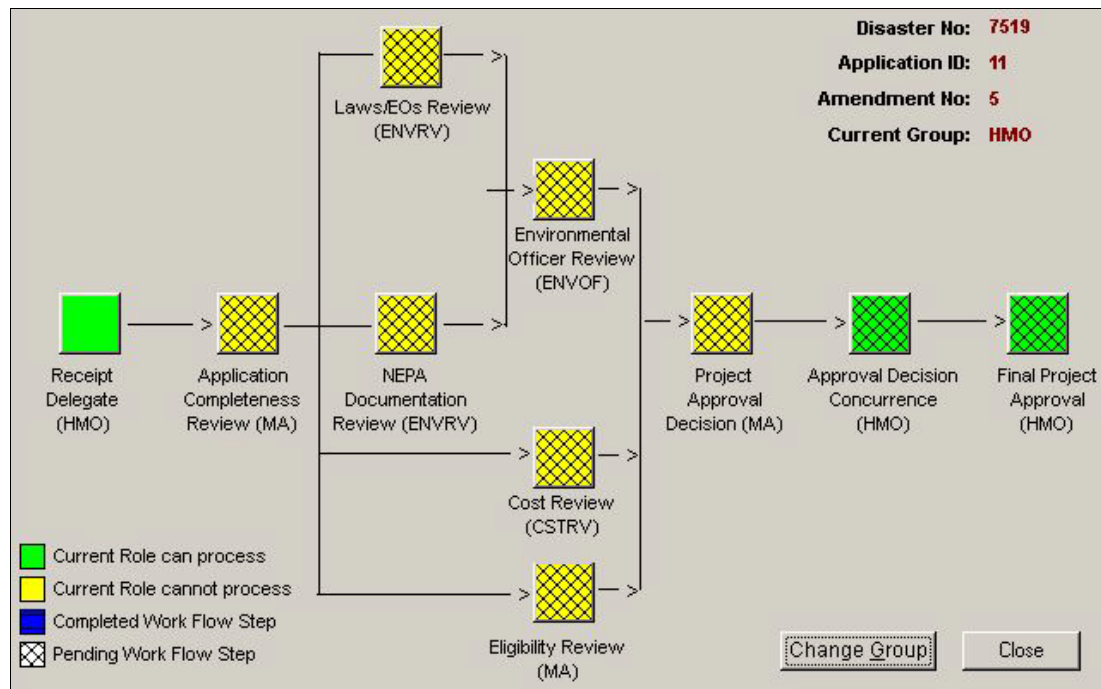 Disaster No: 7519
Application ID: 11
Amendment No: 5
Current Group: HMO
Laws/EOs Review
(ENVRV)
Environmental
Officer Review
(ENVOF)
Receipt
Delegate
(HMO)
Application
Completeness
Review (MA)
NEPA
Documentation
Review (ENVRV)
Project
Approval
Decision (MA)
Approval Decision
Concurrence
(HMO)
Final Project
Approval
(HMO)
Cost Review
(CSTRV)
Eligibility Review
(MA)
Current Role can process
Current Role cannot process
Completed Work Flow Step
Pending Work Flow Step
Change Group
Close